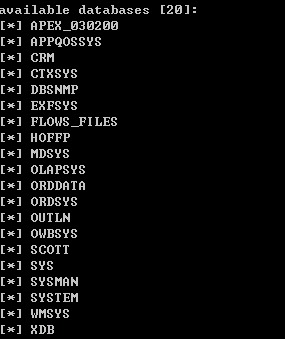 available databases [20]:
[*] APEX_030200
[*] APPQOSSYS
[*] CRM
[*] CTXSYS
[*] DBSNMP
[*] EXFSYS
[*] FLOWS_FILES
[*] HOFFP
[*] MDSYS
[*] OLAPSYS
[*] ORDDATA
[*] ORDSYS
[*] OUTLN
[*] OWBSYS
[*] SCOTT
[*] SYS
[*] SYSMAN
[*] SYSTEM
[*] WMSYS
[*] XDB